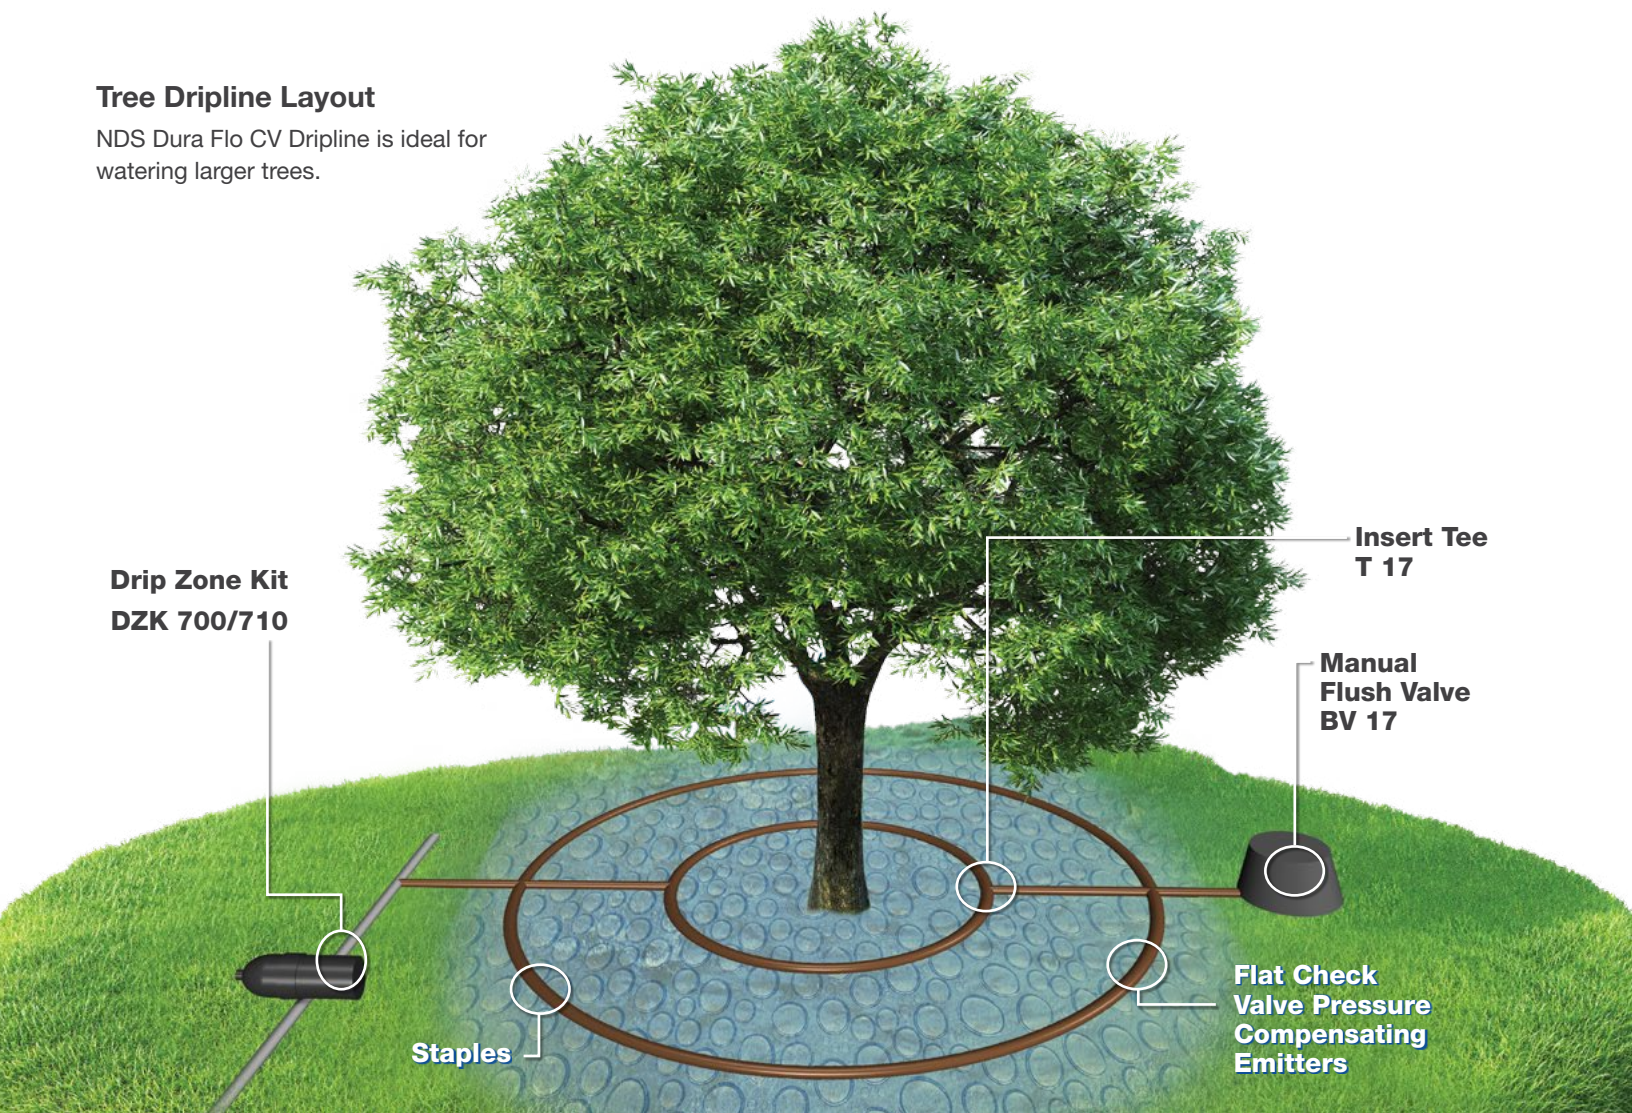 Tree Dripline Layout
NDS Dura Flo CV Dripline is ideal for
watering larger trees.
Insert Tee
T 17
Drip Zone Kit
DZK 700/710
Manual
Flush Valve
BV 17
Flat Check
Valve Pressure
Compensating
Emitters
Staples